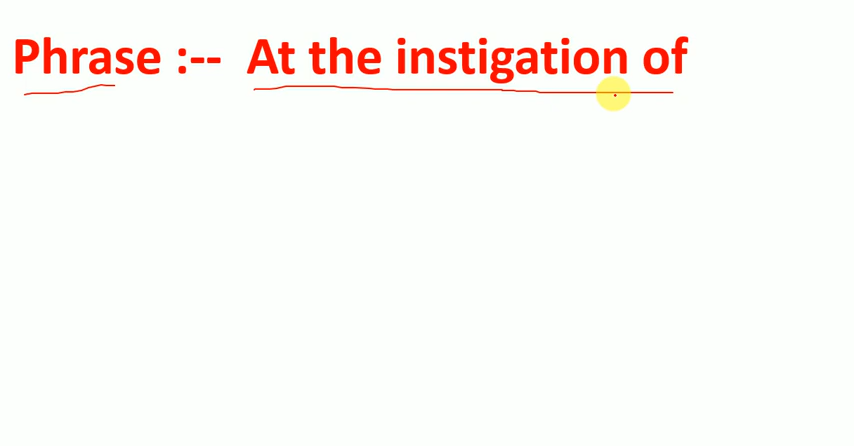 Phrase :-- At the instigation of